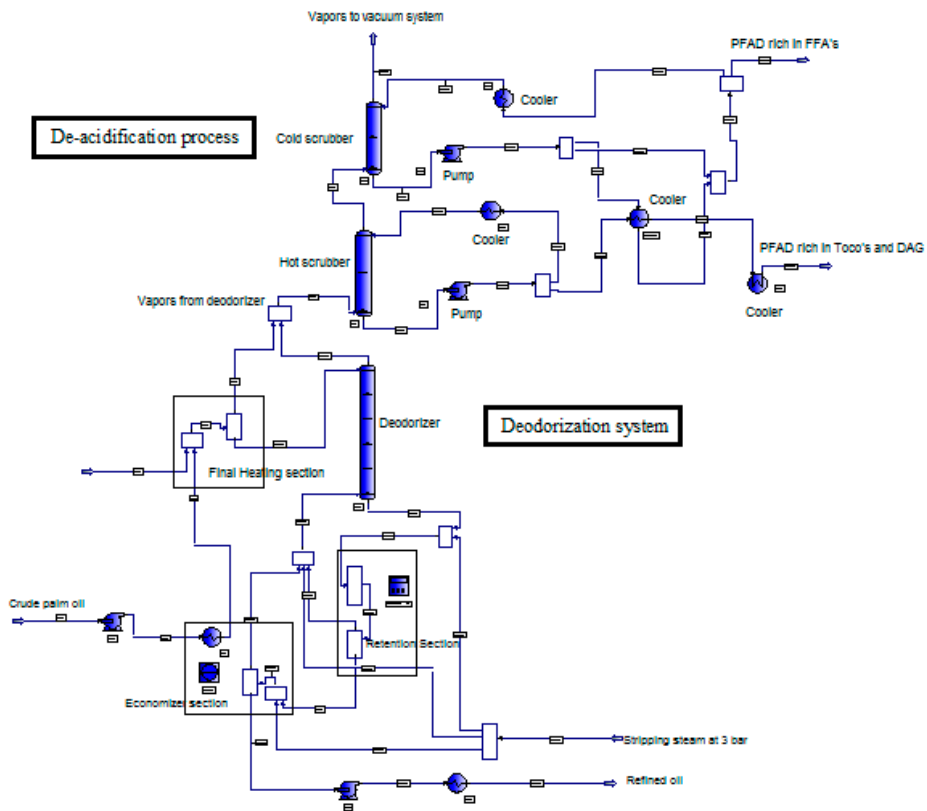 Vapors to vacuum system
PFAD rich in FFA's
Cooler
De-acidification process
Cold scrubber
Pump
Cooler
Cooler
Hot scrubber
PFAD rich in Toco's and DAG
Vapors from deodorizer
Pump
Cooler
Deodorizer
Deodorization system
Final Heating section
Crude palm oil
Retention Section
Economizer section
Stripping steam at 3 bar
Refined oil